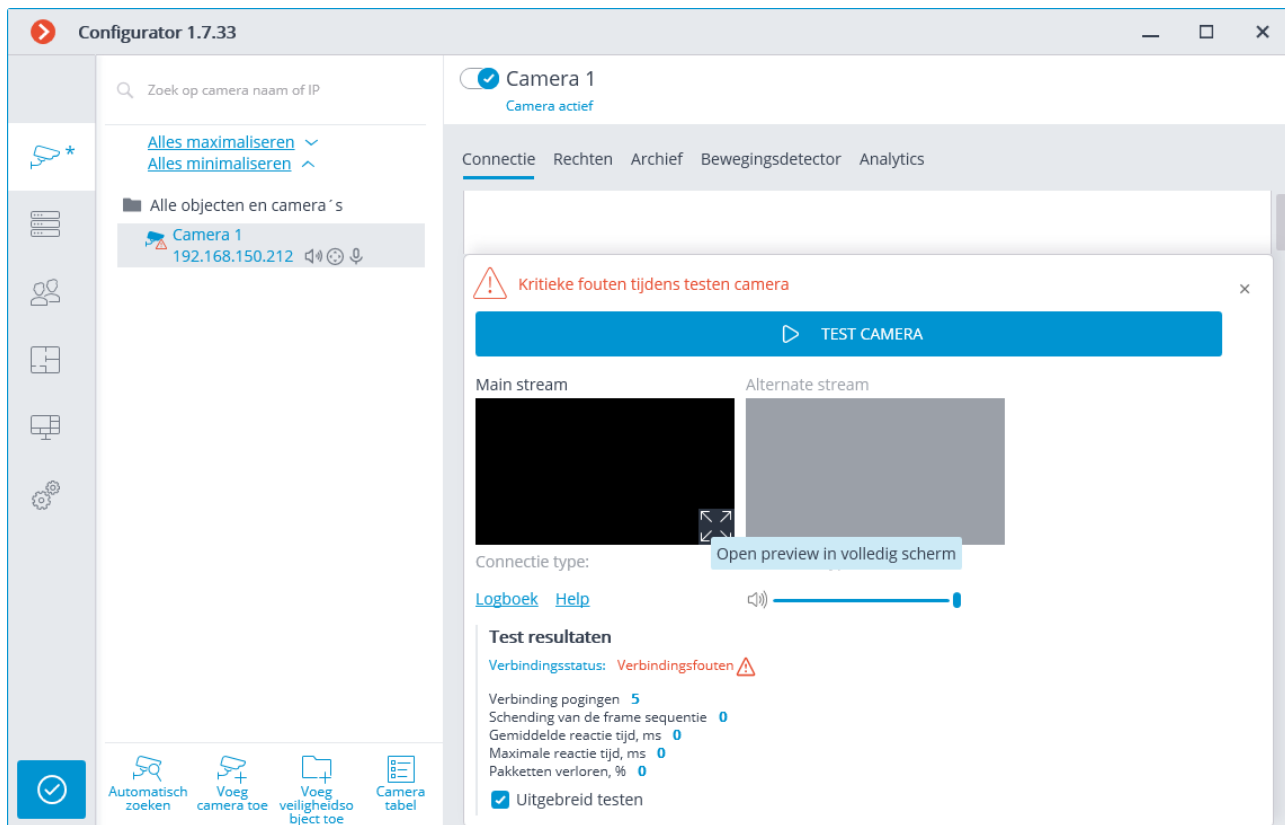 Configurator 1.7.33
Zoek op camera naam of IP
Alles maximaliseren
Alles minimaliseren
Alle objecten en camera´s
Camera 1
192.168.150.212
Automatisch
zoeken
Voeg
camera toe
Voeg
veiligheidso
bject toe
Camera
tabel
Camera 1
Camera actief
Connectie Rechten Archief Bewegingsdetector Analytics
Kritieke fouten tijdens testen camera
TEST CAMERA
Main stream Alternate stream
Open preview in volledig scherm
Connectie type:
Logboek Help
Test resultaten
Verbindingsstatus: Verbindingsfouten
Verbinding pogingen 5
Schending van de frame sequentie 0
Gemiddelde reactie tijd, ms 0
Maximale reactie tijd, ms 0
Pakketten verloren, % 0
Uitgebreid testen